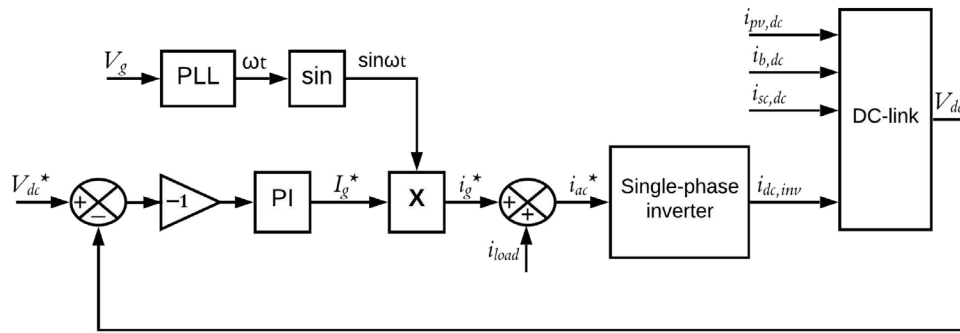 i_pv,dc
i_b,dc
i_sc,dc
DC-link
V_dc
V_g
PLL
ωt
sin
sinωt
V_dc*
+
−
−1
PI
I_g*
X
i_g*
+
+
i_load
i_ac*
Single-phase
inverter
i_dc,inv